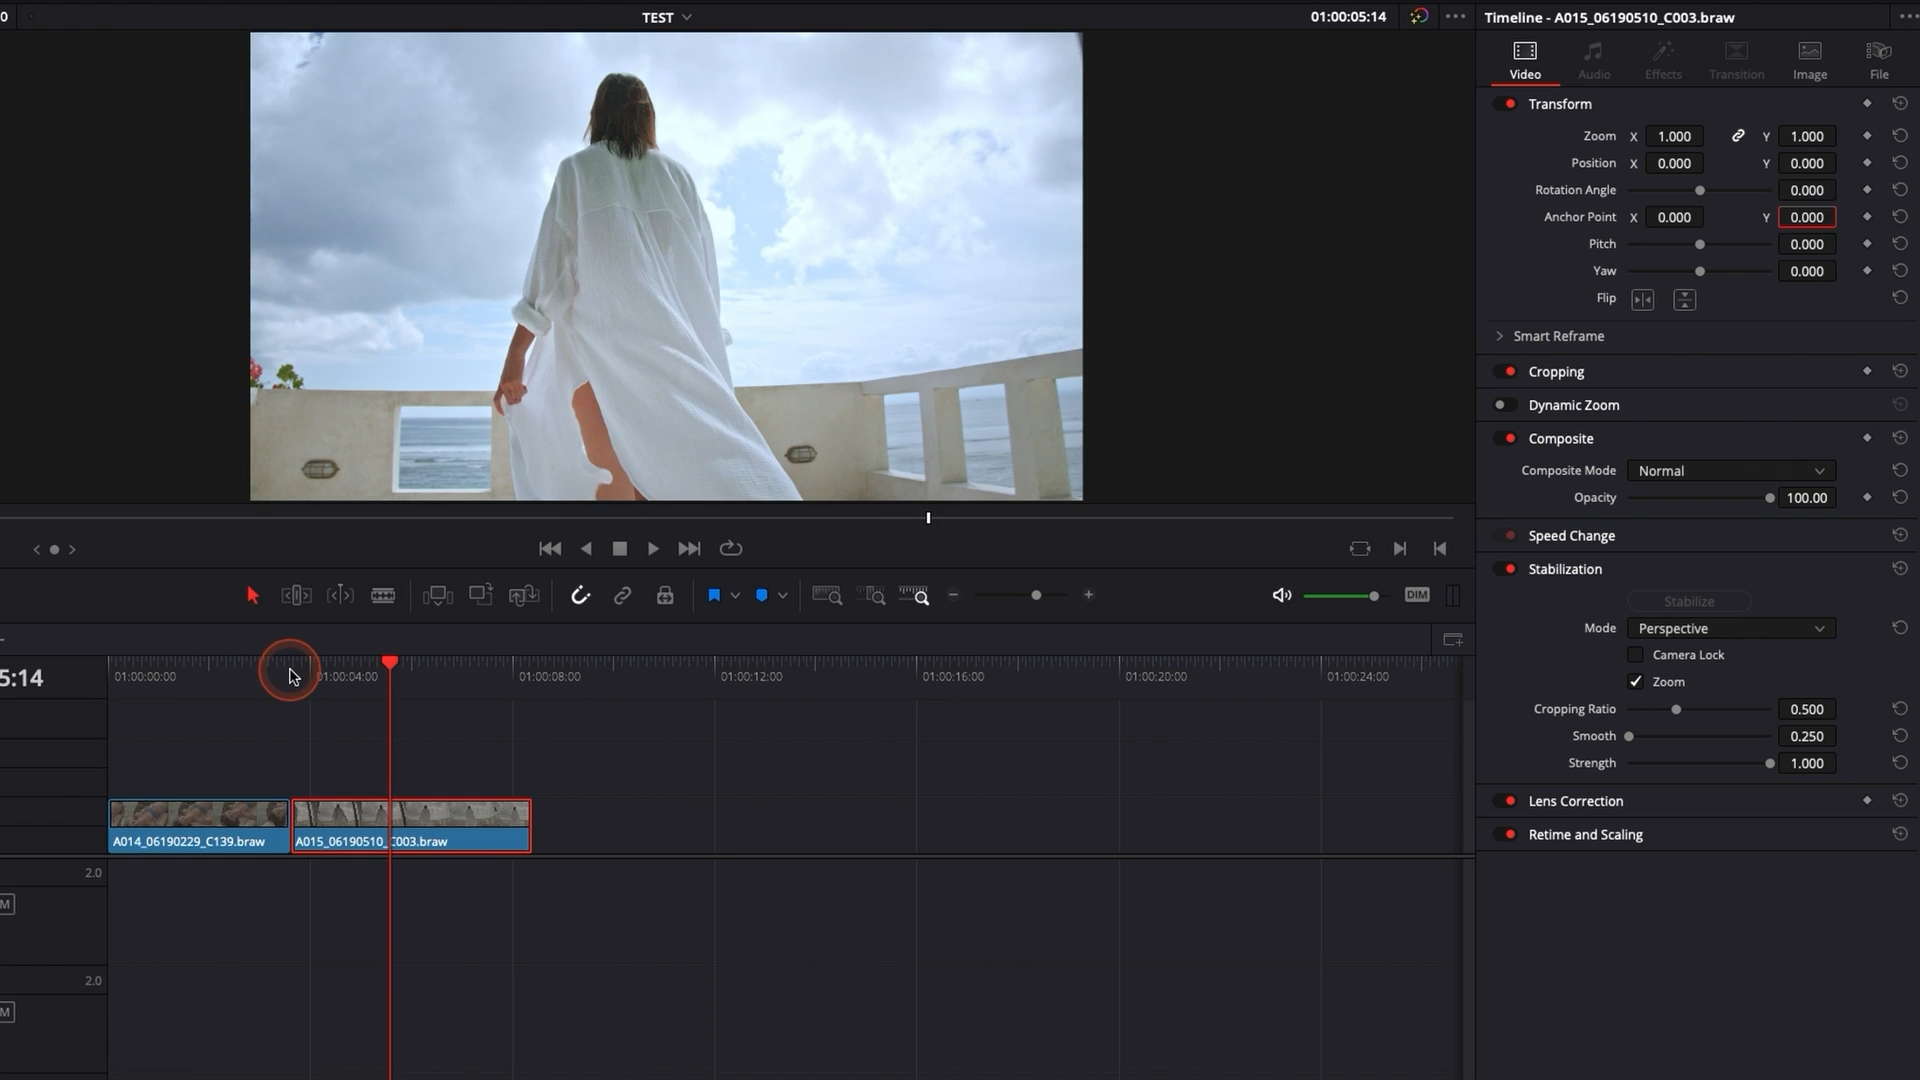 0
TEST
01:00:05:14
Timeline - A015_06190510_C003.braw
Video
Audio
Effects
Transition
Image
File
Transform
Zoom X 1.000 Y 1.000
Position X 0.000 Y 0.000
Rotation Angle 0.000
Anchor Point X 0.000 Y 0.000
Pitch 0.000
Yaw 0.000
Flip
Smart Reframe
Cropping
Dynamic Zoom
Composite
Composite Mode Normal
Opacity 100.00
Speed Change
Stabilization
Stabilize
Mode Perspective
Camera Lock
Zoom
Cropping Ratio 0.500
Smooth 0.250
Strength 1.000
Lens Correction
Retime and Scaling
DIM
5:14
01:00:00:00
01:00:04:00
01:00:08:00
01:00:12:00
01:00:16:00
01:00:20:00
01:00:24:00
A014_06190229_C139.braw
A015_06190510_C003.braw
2.0
M
2.0
M